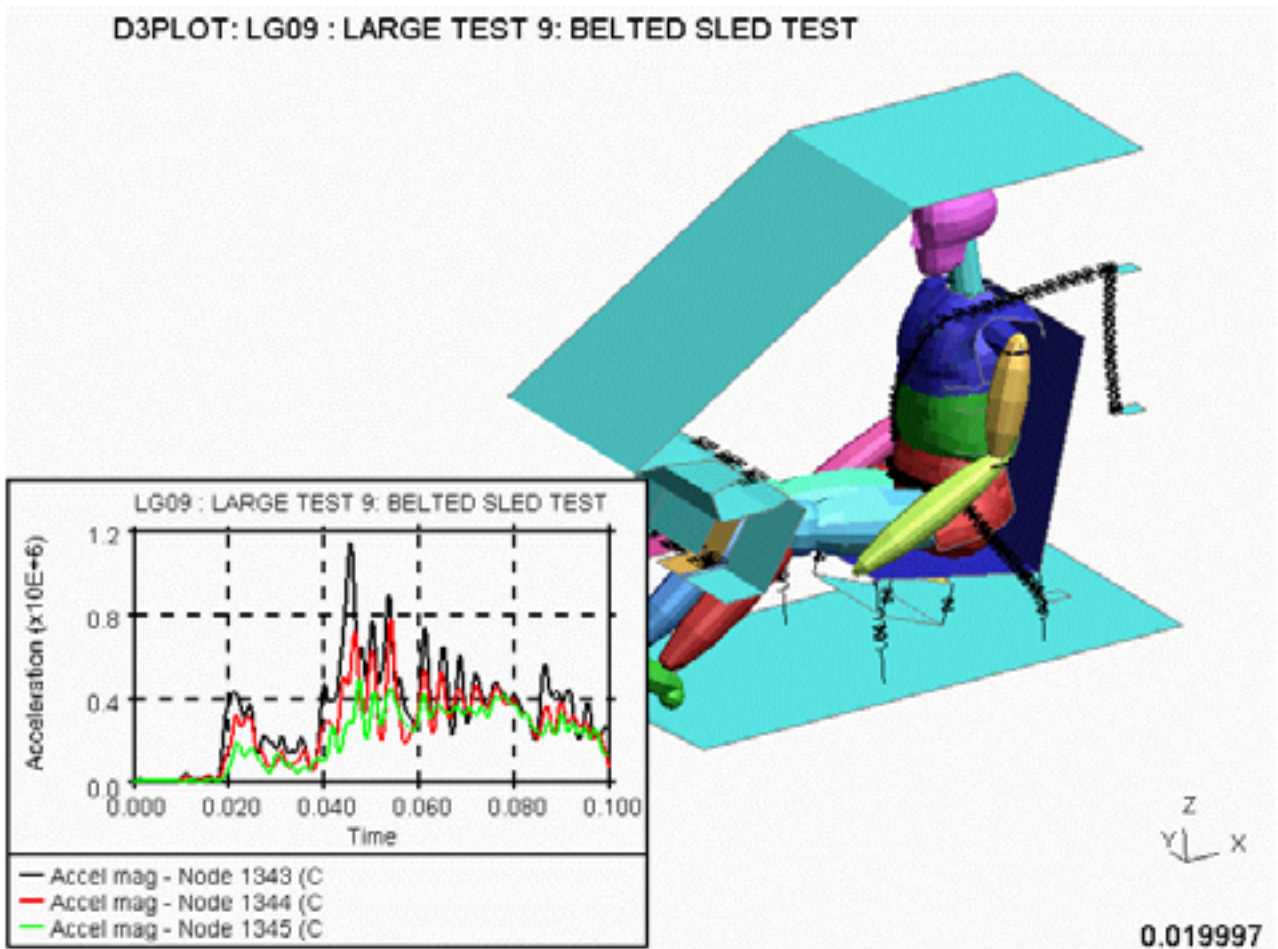 D3PLOT: LG09 : LARGE TEST 9: BELTED SLED TEST
LG09 : LARGE TEST 9: BELTED SLED TEST
1.2
0.8
0.4
0.0
Acceleration (x10E+6)
0.000 0.020 0.040 0.060 0.080 0.100
Time
Accel mag - Node 1343 (C
Accel mag - Node 1344 (C
Accel mag - Node 1345 (C
Z
Y X
0.019997